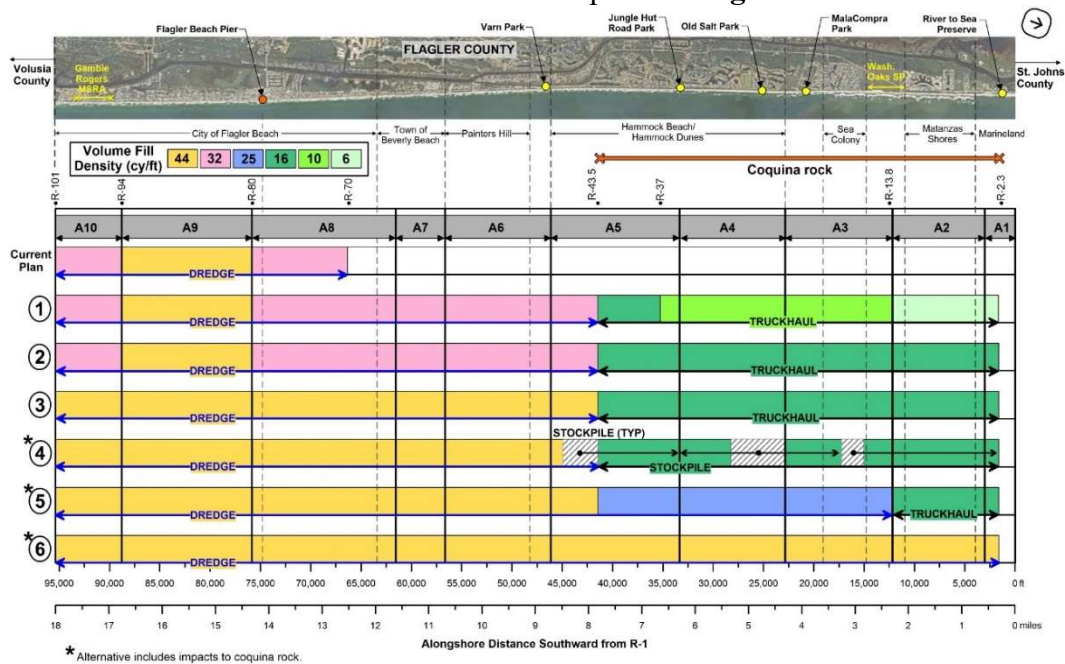 Flagler Beach Pier
Varn Park
Jungle Hut
Road Park
Old Salt Park
MalaCompra
Park
River to Sea
Preserve
FLAGLER COUNTY
Volusia
County
Gamble
Rogers
MSRA
Wash.
Oaks SP
St. Johns
County
City of Flagler Beach
Town of
Beverly Beach
Painters Hill
Hammock Beach/
Hammock Dunes
Sea
Colony
Matanzas
Shores
Marineland
Volume Fill
Density (cy/ft)
44 32 25 16 10 6
Coquina rock
R-101
R-94
R-80
R-70
R-43.5
R-37
R-13.8
R-2.3
A10 A9 A8 A7 A6 A5 A4 A3 A2 A1
Current
Plan
DREDGE
1 DREDGE TRUCKHAUL
2 DREDGE TRUCKHAUL
3 DREDGE TRUCKHAUL
STOCKPILE (TYP)
*4 DREDGE STOCKPILE
*5 DREDGE TRUCKHAUL
*6 DREDGE
95,000 90,000 85,000 80,000 75,000 70,000 65,000 60,000 55,000 50,000 45,000 40,000 35,000 30,000 25,000 20,000 15,000 10,000 5,000 0 ft
18 17 16 15 14 13 12 11 10 9 8 7 6 5 4 3 2 1 0 miles
Alongshore Distance Southward from R-1
* Alternative includes impacts to coquina rock.